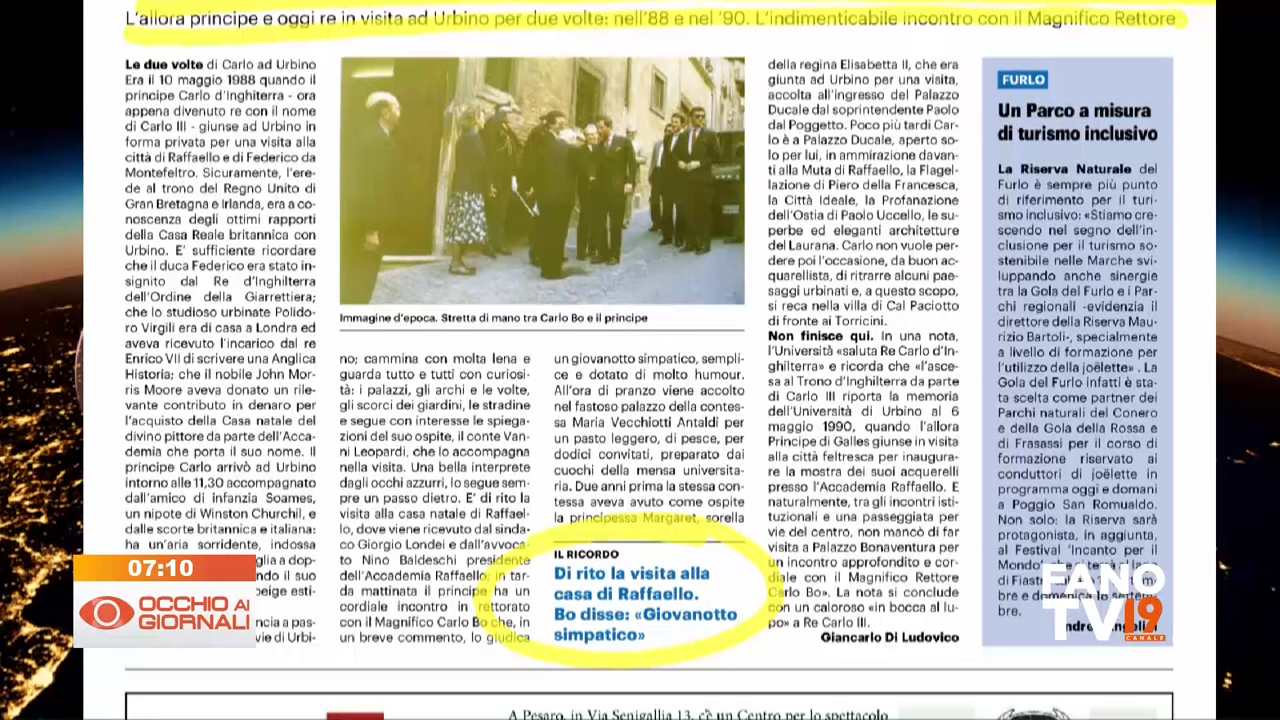 L'allora principe e oggi re in visita ad Urbino per due volte: nell'88 e nel '90. L'indimenticabile incontro con il Magnifico Rettore
Le due volte di Carlo ad Urbino
Era il 10 maggio 1988 quando il
principe Carlo d'Inghiterra - ora
appena divenuto re con il nome
di Carlo III - giunse ad Urbino in
forma privata per una visita alla
città di Raffaello e di Federico da
Montefeltro. Sicuramente, l'ere-
de al trono del Regno Unito di
Gran Bretagna e Irlanda, era a co-
noscenza degli ottimi rapporti
della Casa Reale britannica con
Urbino. E' sufficiente ricordare
che il duca Federico era stato in-
signito dal Re d'Inghilterra
dell'Ordine della Giarrettiera;
che lo studioso urbinate Polido-
ro Virgili era di casa a Londra ed
aveva ricevuto l'incarico dal re
Enrico VII di scrivere una Anglica
Historia; che il nobile John Mor-
ris Moore aveva donato un rile-
vante contributo in denaro per
l'acquisto della Casa natale del
divino pittore da parte dell'Acca-
demia che porta il suo nome. Il
principe Carlo arrivò ad Urbino
intorno alle 11,30 accompagnato
dall'amico di infanzia Soames,
un nipote di Winston Churchil, e
dalle scorte britannica e italiana:
ha un'aria sorridente, indossa
glia a dop-
ndo il suo
beige esti-
ncia a pas-
vie di Urbi-
Immagine d'epoca. Stretta di mano tra Carlo Bo e il principe
no; cammina con molta lena e
guarda tutto e tutti con curiosi-
tà: i palazzi, gli archi e le volte,
gli scorci dei giardini, le stradine
e segue con interesse le spiega-
zioni del suo ospite, il conte Van-
ni Leopardi, che lo accompagna
nella visita. Una bella interprete
dagli occhi azzurri, lo segue sem-
pre un passo dietro. E' di rito la
visita alla casa natale di Raffael-
lo, dove viene ricevuto dal sinda-
co Giorgio Londei e dall'avvoca-
to Nino Baldeschi presidente
dell'Accademia Raffaello; in tar-
da mattinata il principe ha un
cordiale incontro in rettorato
con il Magnifico Carlo Bo che, in
un breve commento, lo giudica
un giovanotto simpatico, sempli-
ce e dotato di molto humour.
All'ora di pranzo viene accolto
nel fastoso palazzo della contes-
sa Maria Vecchiotti Antaldi per
un pasto leggero, di pesce, per
dodici convitati, preparato dai
cuochi della mensa universita-
ria. Due anni prima la stessa con-
tessa aveva avuto come ospite
la principessa Margaret, sorella
IL RICORDO
Di rito la visita alla
casa di Raffaello.
Bo disse: «Giovanotto
simpatico»
della regina Elisabetta II, che era
giunta ad Urbino per una visita,
accolta all'ingresso del Palazzo
Ducale dal soprintendente Paolo
dal Poggetto. Poco più tardi Car-
lo è a Palazzo Ducale, aperto so-
lo per lui, in ammirazione davan-
ti alla Muta di Raffaello, la Flagel-
lazione di Piero della Francesca,
la Città Ideale, la Profanazione
dell'Ostia di Paolo Uccello, le su-
perbe ed eleganti architetture
del Laurana. Carlo non vuole per-
dere poi l'occasione, da buon ac-
quarellista, di ritrarre alcuni pae-
saggi urbinati e, a questo scopo,
si reca nella villa di Cal Paciotto
di fronte ai Torricini.
Non finisce qui. In una nota,
l'Università «saluta Re Carlo d'In-
ghilterra» e ricorda che «l'asce-
sa al Trono d'Inghilterra da parte
di Carlo III riporta la memoria
dell'Università di Urbino al 6
maggio 1990, quando l'allora
Principe di Galles giunse in visita
alla città feltresca per inaugura-
re la mostra dei suoi acquerelli
presso l'Accademia Raffaello. E
naturalmente, tra gli incontri isti-
tuzionali e una passeggiata per
vie del centro, non mancò di far
visita a Palazzo Bonaventura per
un incontro approfondito e cor-
diale con il Magnifico Rettore
Carlo Bo». La nota si conclude
con un caloroso «in bocca al lu-
po» a Re Carlo III.
Giancarlo Di Ludovico
FURLO
Un Parco a misura
di turismo inclusivo
La Riserva Naturale del
Furlo è sempre più punto
di riferimento per il turi-
smo inclusivo: «Stiamo cre-
scendo nel segno dell'in-
clusione per il turismo so-
stenibile nelle Marche svi-
luppando anche sinergie
tra la Gola del Furlo e i Par-
chi regionali -evidenzia il
direttore della Riserva Mau-
rizio Bartoli-, specialmente
a livello di formazione per
l'utilizzo della joëlette» . La
Gola del Furlo infatti è sta-
ta scelta come partner dei
Parchi naturali del Conero
e della Gola della Rossa e
di Frasassi per il corso di
formazione riservato ai
conduttori di joëlette in
programma oggi e domani
a Poggio San Romualdo.
Non solo: la Riserva sarà
protagonista, in aggiunta,
al Festival 'Incanto per il
Mondo'
di Fiast
bre e domenica
bre.
07:10
OCCHIO AI
GIORNALI
FANO
TV19
CANALE
A Pesaro, in Via Senigallia 13, c'è un Centro per lo spettacolo